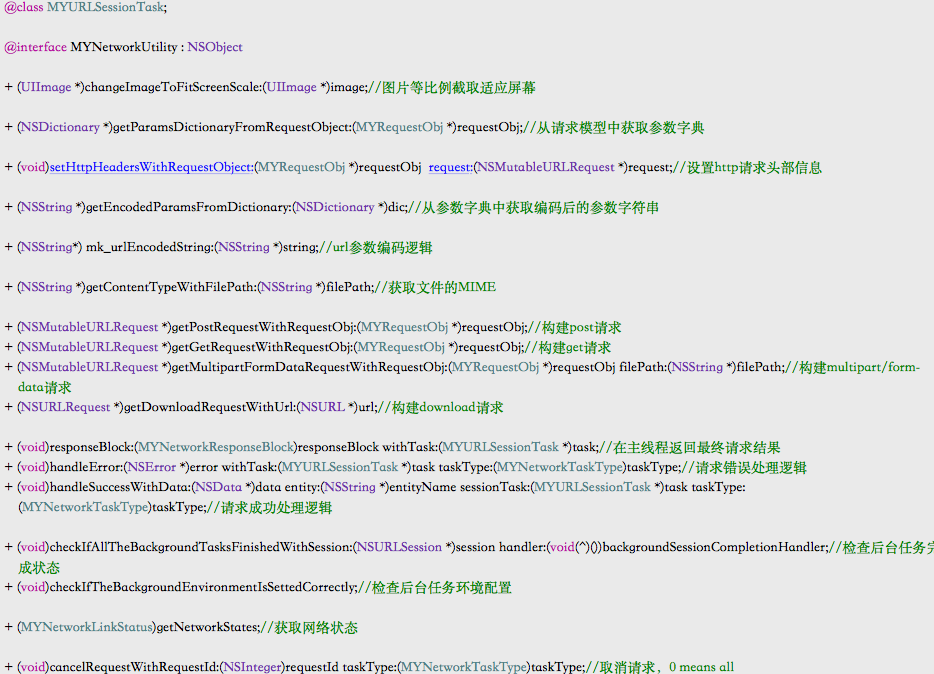 @class MYURLSessionTask;
@interface MYNetworkUtility : NSObject
+ (UIImage *)changeImageToFitScreenScale:(UIImage *)image;//图片等比例截取适应屏幕
+ (NSDictionary *)getParamsDictionaryFromRequestObject:(MYRequestObj *)requestObj;//从请求模型中获取参数字典
+ (void)setHttpHeadersWithRequestObject:(MYRequestObj *)requestObj  request:(NSMutableURLRequest *)request;//设置http请求头部信息
+ (NSString *)getEncodedParamsFromDictionary:(NSDictionary *)dic;//从参数字典中获取编码后的参数字符串
+ (NSString*) mk_urlEncodedString:(NSString *)string;//url参数编码逻辑
+ (NSString *)getContentTypeWithFilePath:(NSString *)filePath;//获取文件的MIME
+ (NSMutableURLRequest *)getPostRequestWithRequestObj:(MYRequestObj *)requestObj;//构建post请求
+ (NSMutableURLRequest *)getGetRequestWithRequestObj:(MYRequestObj *)requestObj;//构建get请求
+ (NSMutableURLRequest *)getMultipartFormDataRequestWithRequestObj:(MYRequestObj *)requestObj filePath:(NSString *)filePath;//构建multipart/form-
data请求
+ (NSURLRequest *)getDownloadRequestWithUrl:(NSURL *)url;//构建download请求
+ (void)responseBlock:(MYNetworkResponseBlock)responseBlock withTask:(MYURLSessionTask *)task;//在主线程返回最终请求结果
+ (void)handleError:(NSError *)error withTask:(MYURLSessionTask *)task taskType:(MYNetworkTaskType)taskType;//请求错误处理逻辑
+ (void)handleSuccessWithData:(NSData *)data entity:(NSString *)entityName sessionTask:(MYURLSessionTask *)task taskType:
(MYNetworkTaskType)taskType;//请求成功处理逻辑
+ (void)checkIfAllTheBackgroundTasksFinishedWithSession:(NSURLSession *)session handler:(void(^)())backgroundSessionCompletionHandler;//检查后台任务完
成状态
+ (void)checkIfTheBackgroundEnvironmentIsSettedCorrectly;//检查后台任务环境配置
+ (MYNetworkLinkStatus)getNetworkStates;//获取网络状态
+ (void)cancelRequestWithRequestId:(NSInteger)requestId taskType:(MYNetworkTaskType)taskType;//取消请求，0 means all